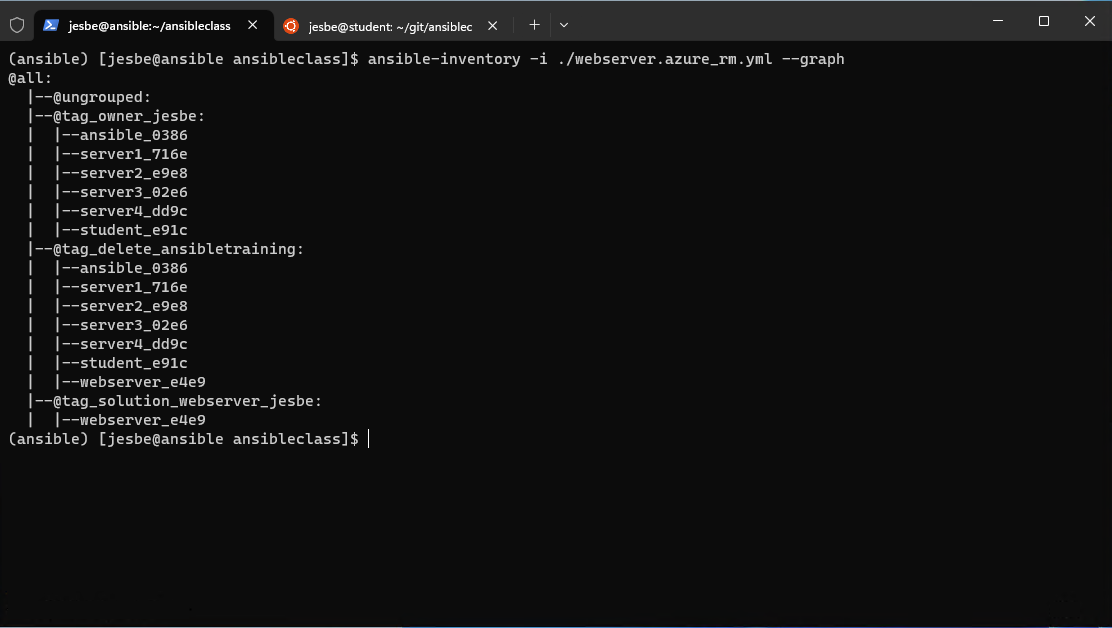 jesbe@ansible:~/ansibleclass
jesbe@student: ~/git/ansiblec
(ansible) [jesbe@ansible ansibleclass]$ ansible-inventory -i ./webserver.azure_rm.yml --graph
@all:
  |--@ungrouped:
  |--@tag_owner_jesbe:
  |  |--ansible_0386
  |  |--server1_716e
  |  |--server2_e9e8
  |  |--server3_02e6
  |  |--server4_dd9c
  |  |--student_e91c
  |--@tag_delete_ansibletraining:
  |  |--ansible_0386
  |  |--server1_716e
  |  |--server2_e9e8
  |  |--server3_02e6
  |  |--server4_dd9c
  |  |--student_e91c
  |  |--webserver_e4e9
  |--@tag_solution_webserver_jesbe:
  |  |--webserver_e4e9
(ansible) [jesbe@ansible ansibleclass]$